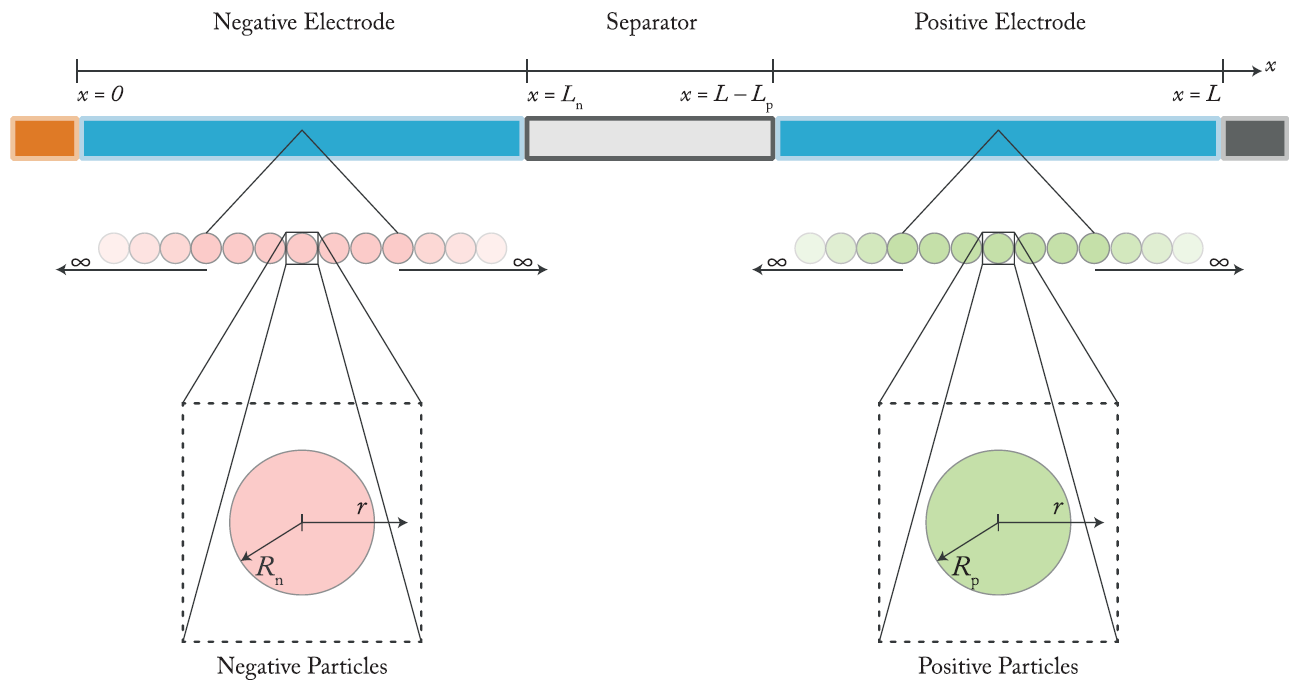 Negative Electrode
Separator
Positive Electrode
x
x = 0
x = Lₙ
x = L − Lₚ
x = L
∞
∞
∞
∞
r
Rₙ
r
Rₚ
Negative Particles
Positive Particles